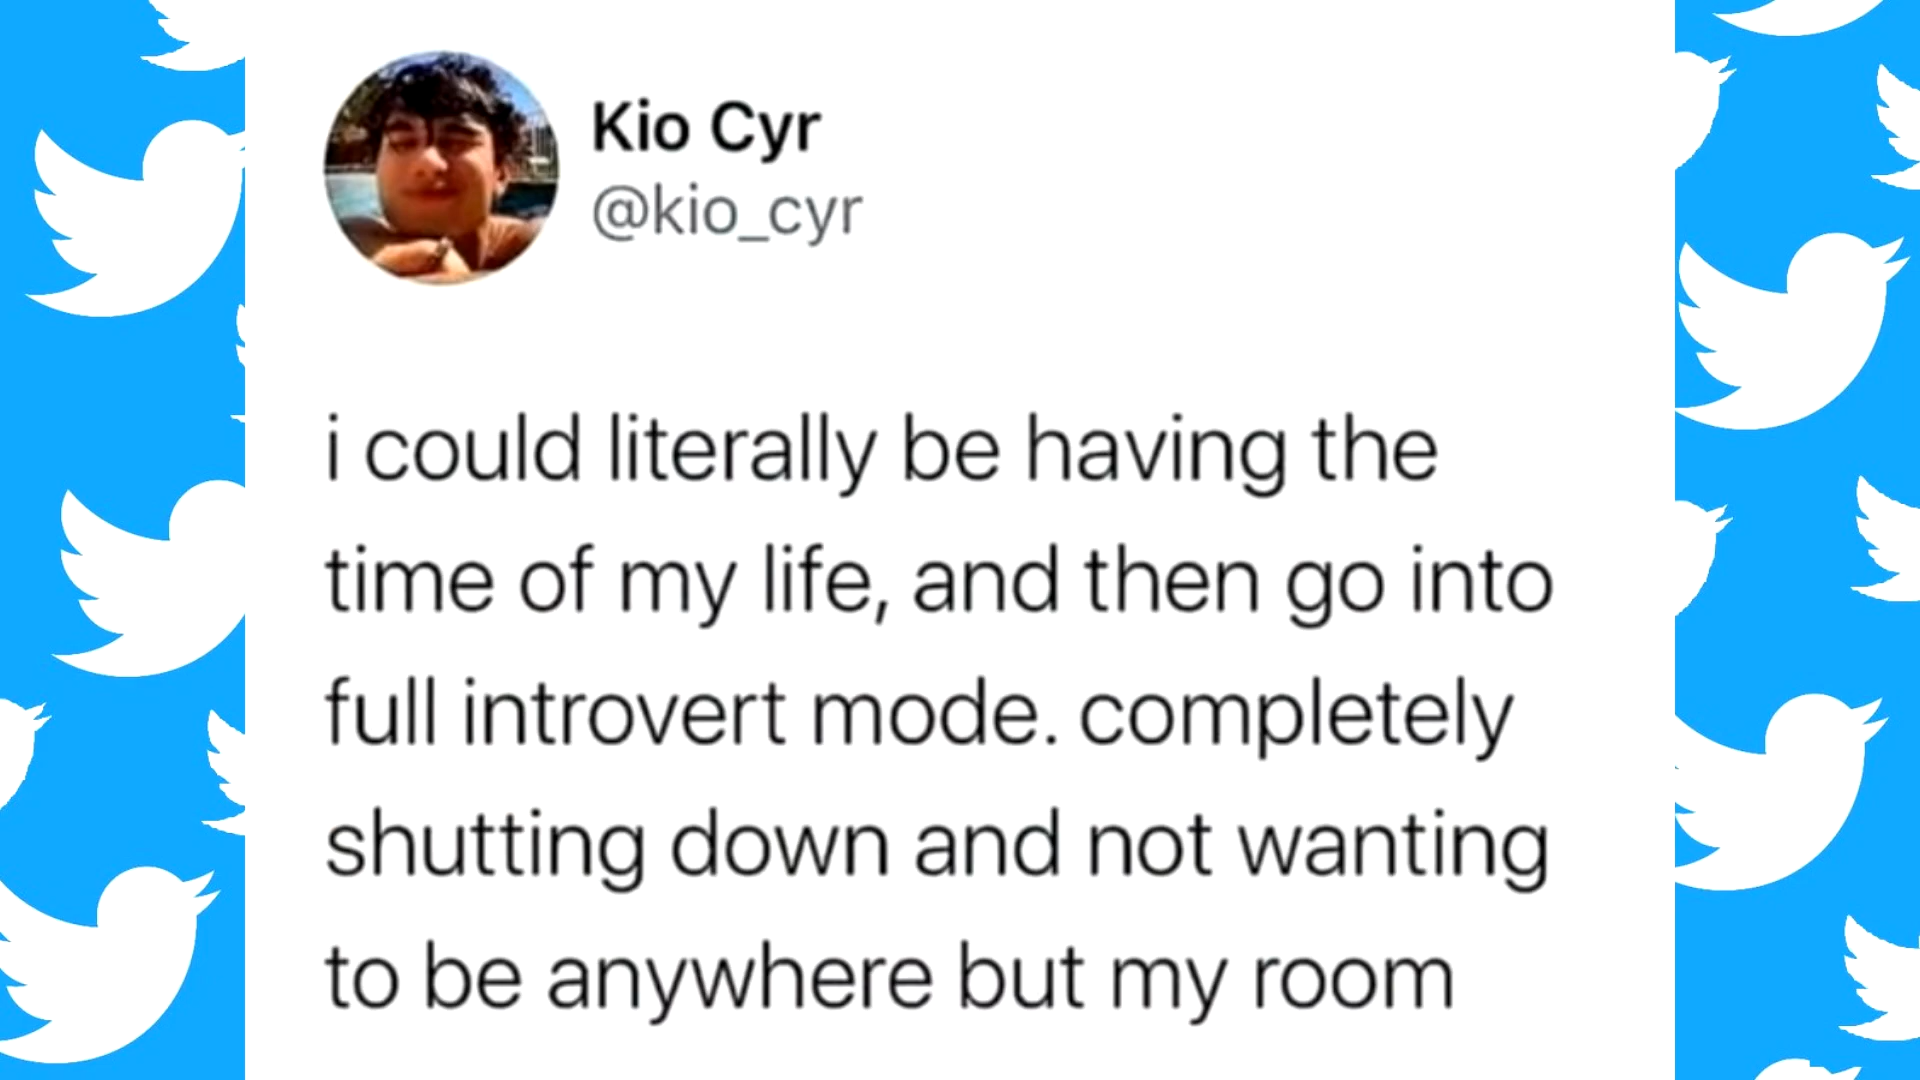 Kio Cyr
@kio_cyr
i could literally be having the
time of my life, and then go into
full introvert mode. completely
shutting down and not wanting
to be anywhere but my room